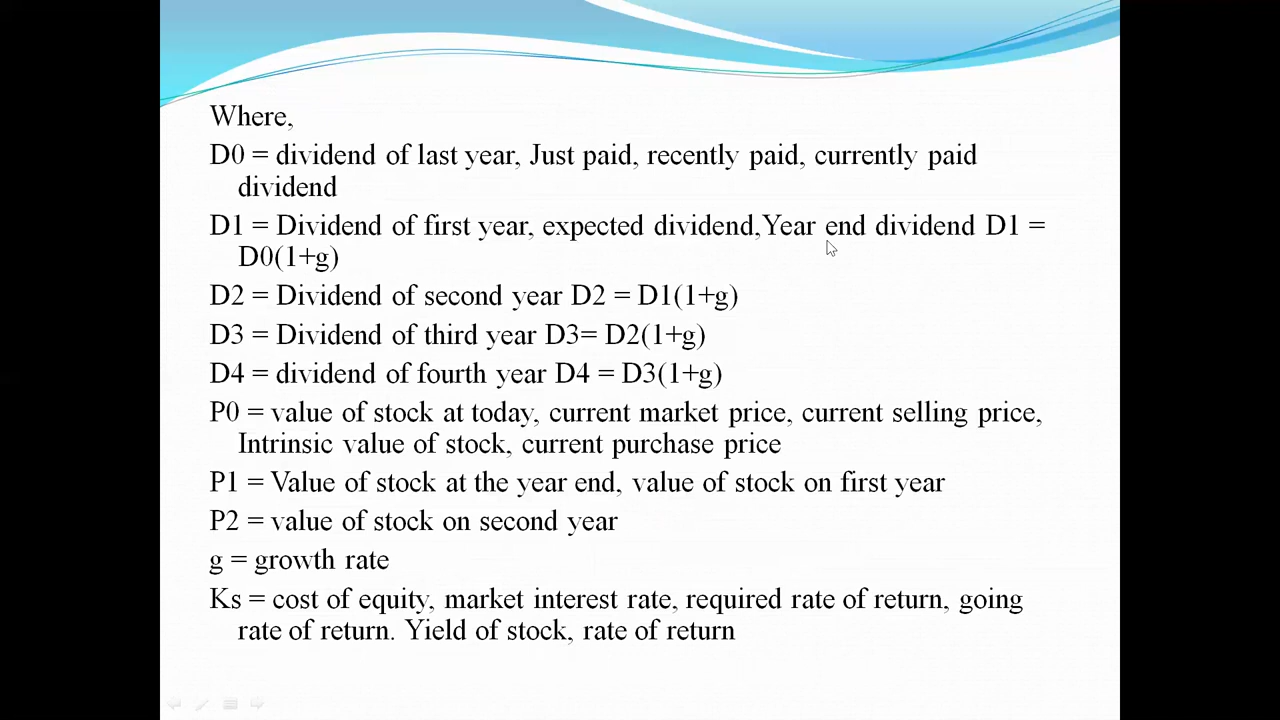 Where,
D0 = dividend of last year, Just paid, recently paid, currently paid
dividend
D1 = Dividend of first year, expected dividend,Year end dividend D1 =
D0(1+g)
D2 = Dividend of second year D2 = D1(1+g)
D3 = Dividend of third year D3= D2(1+g)
D4 = dividend of fourth year D4 = D3(1+g)
P0 = value of stock at today, current market price, current selling price,
Intrinsic value of stock, current purchase price
P1 = Value of stock at the year end, value of stock on first year
P2 = value of stock on second year
g = growth rate
Ks = cost of equity, market interest rate, required rate of return, going
rate of return. Yield of stock, rate of return